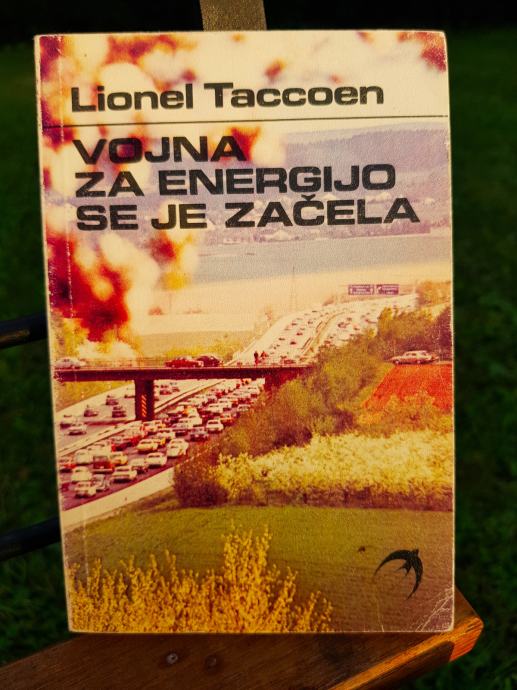 Lionel Taccoen
VOJNA
ZA ENERGIJO
SE JE ZAČELA